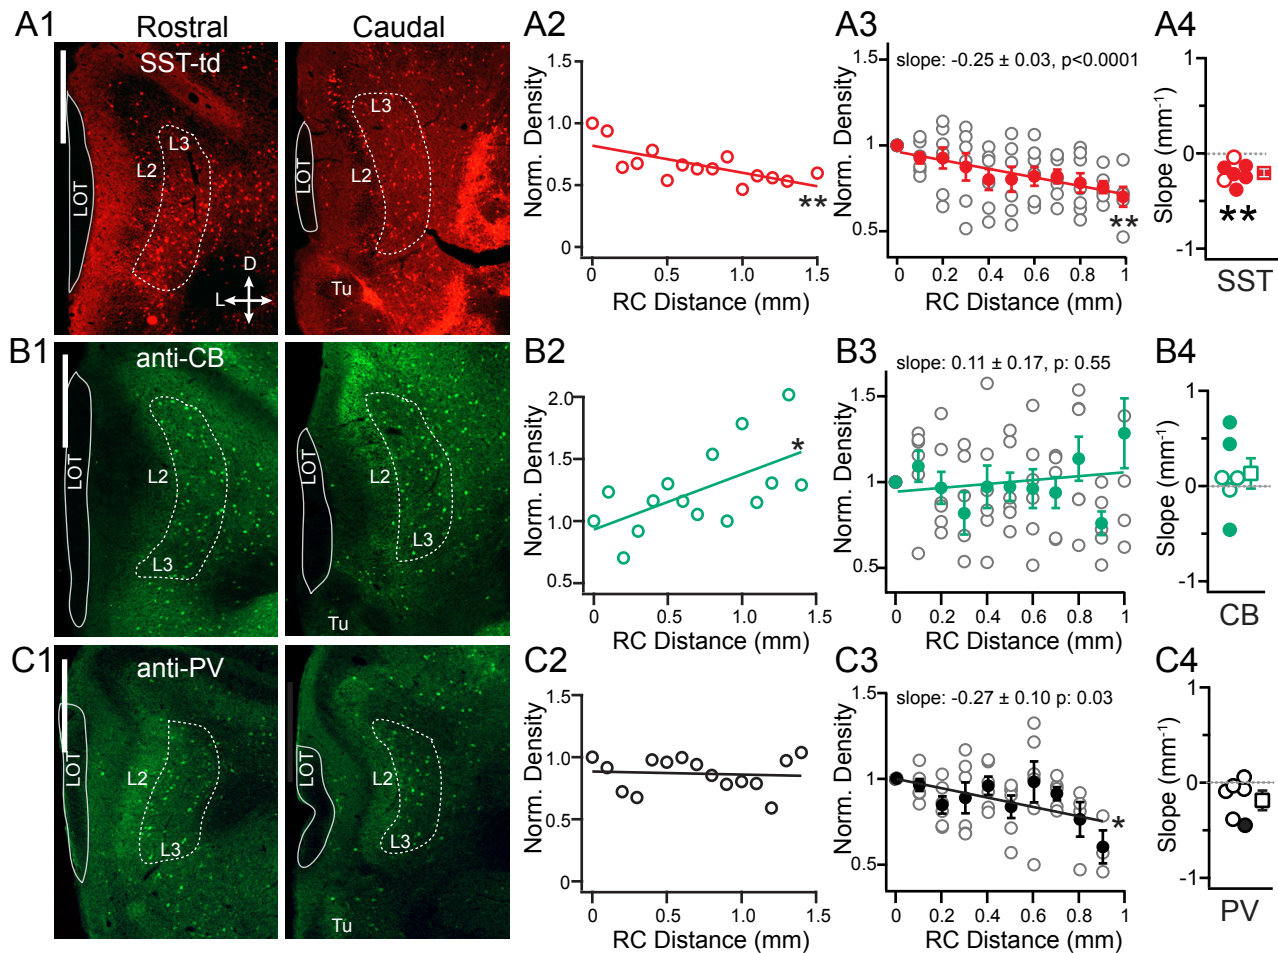 A1
Rostral
Caudal
SST-td
L3
L2
LOT
D
L
L3
L2
LOT
Tu
A2
1.5
1.0
0.5
0
Norm. Density
**
0
0.5
1.0
1.5
RC Distance (mm)
A3
slope: -0.25 ± 0.03, p<0.0001
1.5
1.0
0.5
Norm. Density
**
0
0.2
0.4
0.6
0.8
1
RC Distance (mm)
A4
1
0
-1
Slope (mm-1)
**
SST
B1
anti-CB
LOT
L2
L3
LOT
L2
L3
Tu
B2
2.0
1.5
1.0
0.5
Norm. Density
*
0
0.5
1.0
1.5
RC Distance (mm)
B3
slope: 0.11 ± 0.17, p: 0.55
1.5
1.0
0.5
Norm. Density
0
0.2
0.4
0.6
0.8
1
RC Distance (mm)
B4
1
0
-1
Slope (mm-1)
CB
C1
anti-PV
LOT
L2
L3
LOT
L2
L3
Tu
C2
1.5
1.0
0.5
0
Norm. Density
0
0.5
1.0
1.5
RC Distance (mm)
C3
slope: -0.27 ± 0.10 p: 0.03
1.5
1
0.5
Norm. Density
*
0
0.2
0.4
0.6
0.8
1
RC Distance (mm)
C4
1
0
-1
Slope (mm-1)
PV